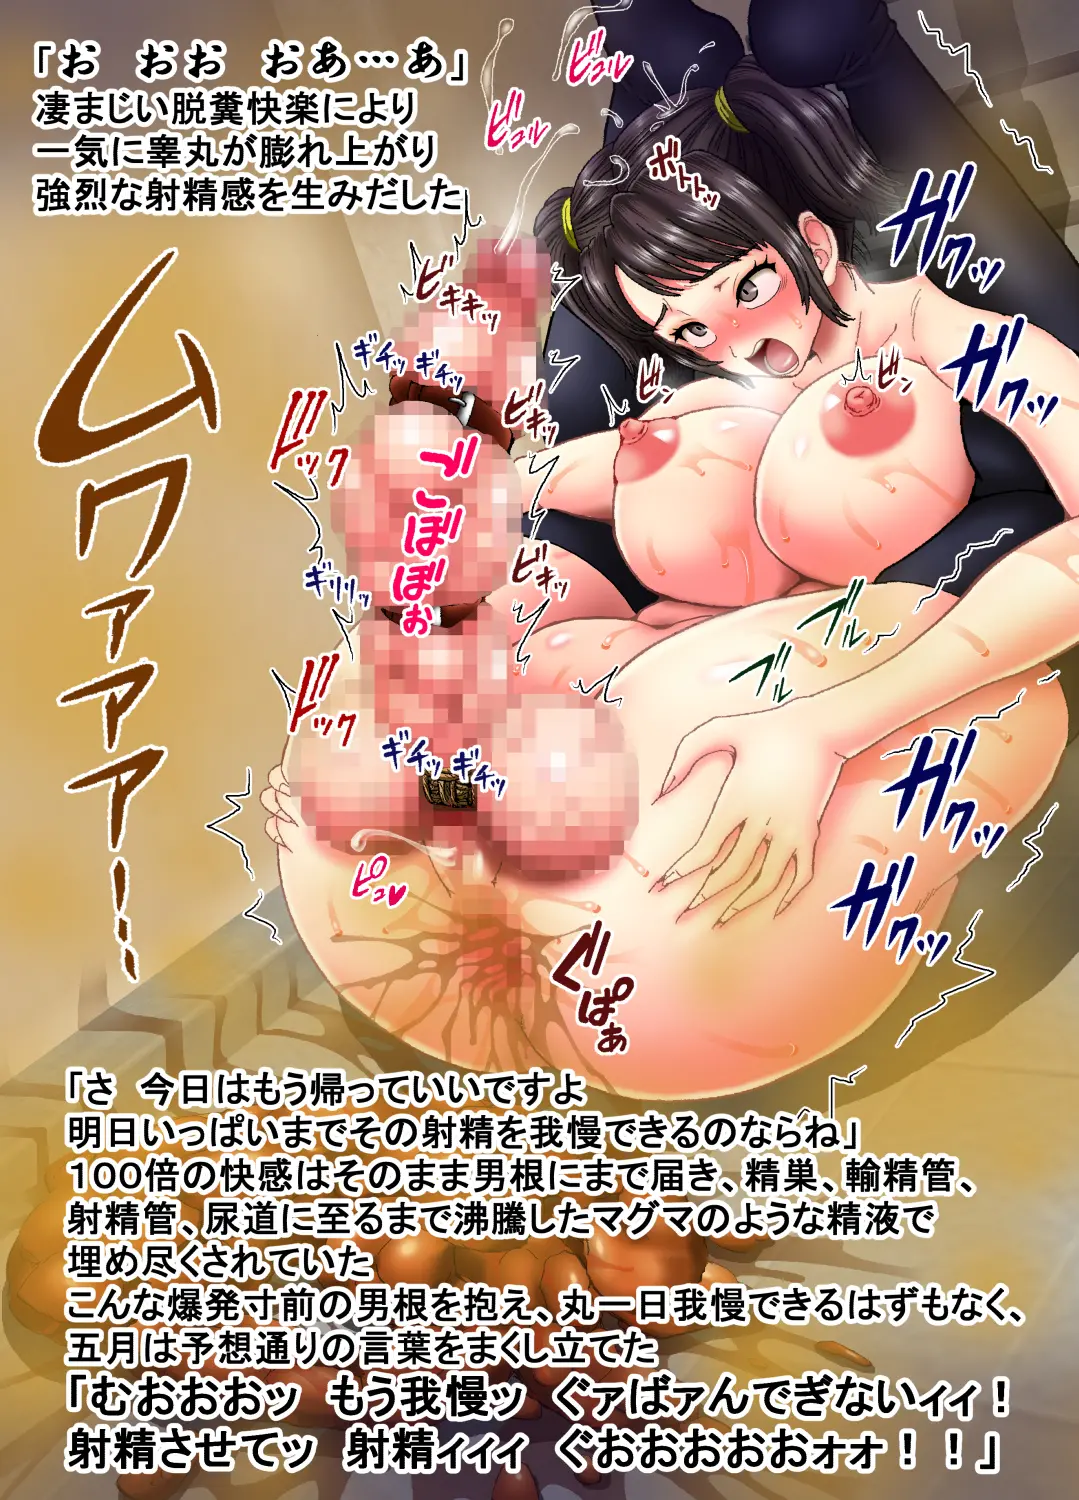 「お　おお　おあ…あ」
凄まじい脱糞快楽により
一気に睾丸が膨れ上がり
強烈な射精感を生みだした
ビュル
ビュル
ボトトッ
ガクッ
ビキキッ
ギチッ ギチッ
ビン
ビン
ガクッ
ビキッ
ドック
ごぼぼぉ
ムワァァァー
ギリリッ
ビキッ
ブル
ブル
ドック
ギチッ ギチッ
ガクッ
ピュ♥
ガクッ
ぐぱぁ
「さ　今日はもう帰っていいですよ
明日いっぱいまでその射精を我慢できるのならね」
１００倍の快感はそのまま男根にまで届き、精巣、輸精管、
射精管、尿道に至るまで沸騰したマグマのような精液で
埋め尽くされていた
こんな爆発寸前の男根を抱え、丸一日我慢できるはずもなく、
五月は予想通りの言葉をまくし立てた
「むおおおッ　もう我慢ッ　ぐァばァんでぎないィィ！
射精させてッ　射精ィィィ　ぐおおおおおォォ！！」